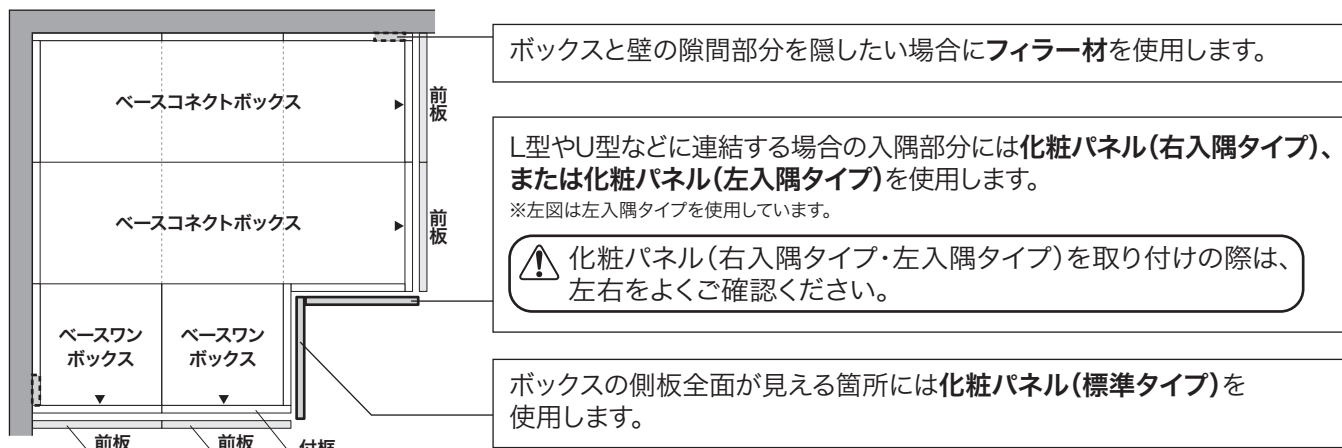 ボックスと壁の隙間部分を隠したい場合にフィラー材を使用します。
ベースコネクトボックス
前板
L型やU型などに連結する場合の入隅部分には化粧パネル（右入隅タイプ）、
または化粧パネル（左入隅タイプ）を使用します。
※左図は左入隅タイプを使用しています。
ベースコネクトボックス
前板
化粧パネル（右入隅タイプ・左入隅タイプ）を取り付けの際は、
左右をよくご確認ください。
ベースワン
ボックス
ベースワン
ボックス
ボックスの側板全面が見える箇所には化粧パネル（標準タイプ）を
使用します。
前板
前板
付框